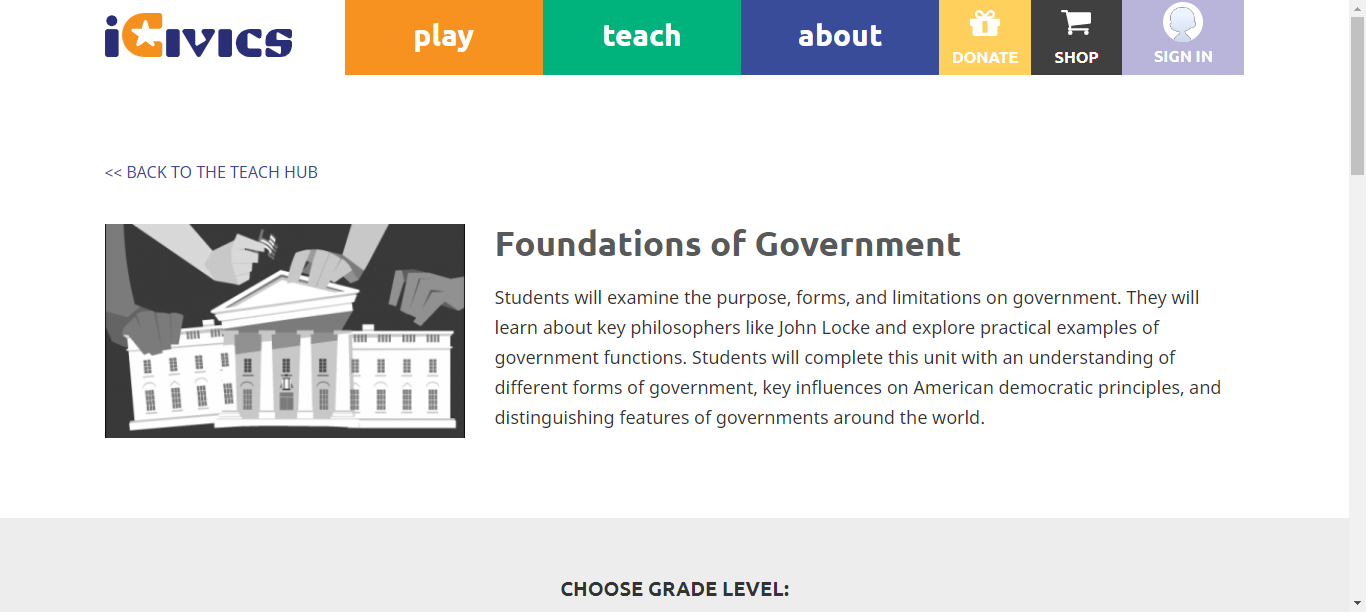 iCivics
play
teach
about
DONATE
SHOP
SIGN IN
<< BACK TO THE TEACH HUB
Foundations of Government
Students will examine the purpose, forms, and limitations on government. They will
learn about key philosophers like John Locke and explore practical examples of
government functions. Students will complete this unit with an understanding of
different forms of government, key influences on American democratic principles, and
distinguishing features of governments around the world.
CHOOSE GRADE LEVEL: